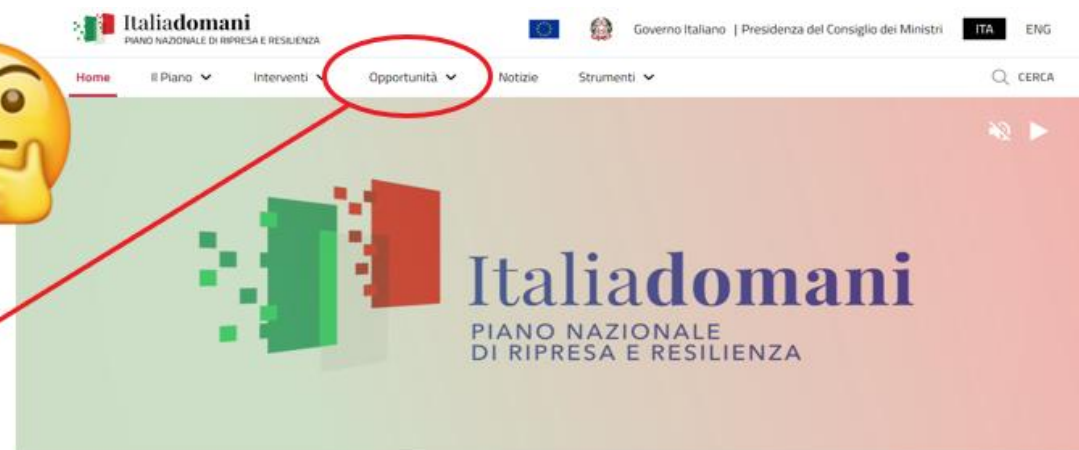 Italiadomani
PIANO NAZIONALE DI RIPRESA E RESILIENZA
Governo Italiano | Presidenza del Consiglio dei Ministri ITA ENG
Home Il Piano Interventi Opportunità Notizie Strumenti CERCA
Italiadomani
PIANO NAZIONALE
DI RIPRESA E RESILIENZA